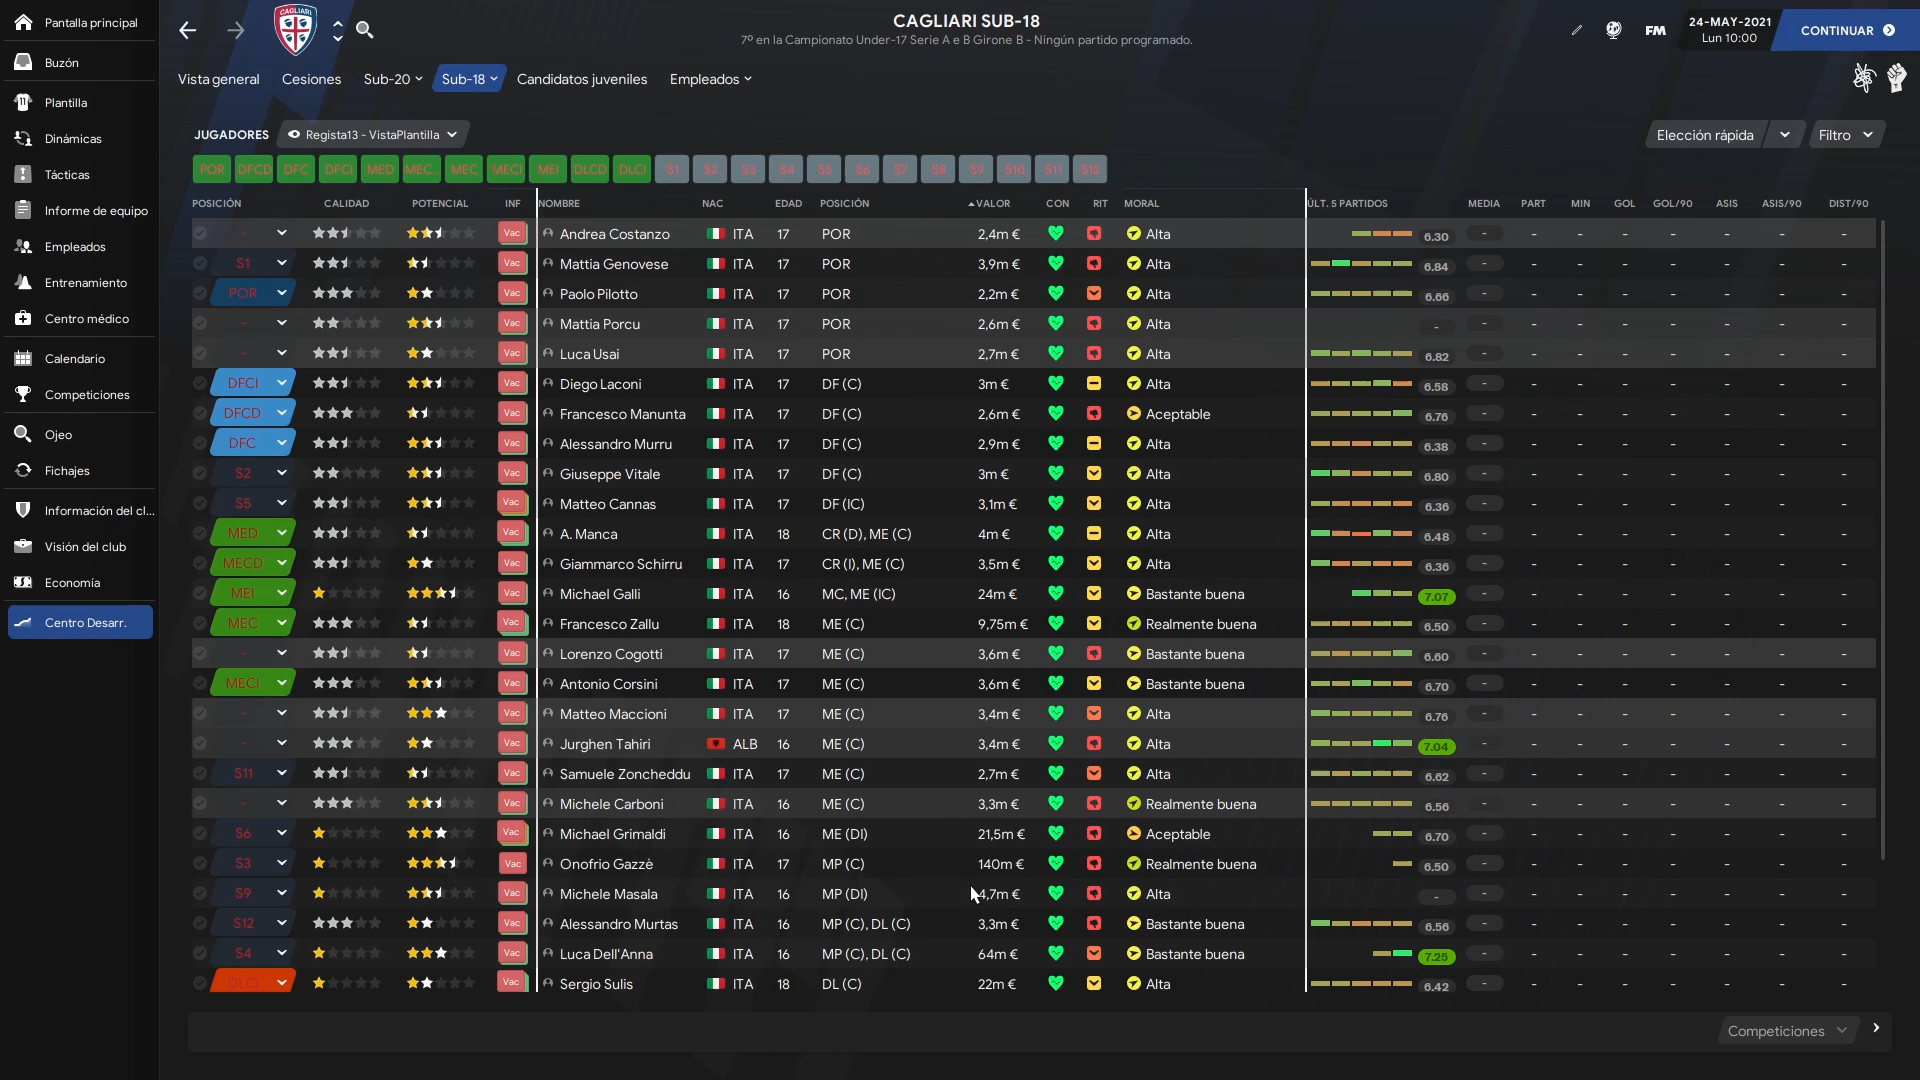 Pantalla principal
Buzón
Plantilla
Dinámicas
Tácticas
Informe de equipo
Empleados
Entrenamiento
Centro médico
Calendario
Competiciones
Ojeo
Fichajes
Información del cl...
Visión del club
Economía
Centro Desarr.
CAGLIARI
CAGLIARI SUB-18
7º en la Campionato Under-17 Serie A e B Girone B - Ningún partido programado.
FM
24-MAY-2021
Lun 10:00
CONTINUAR
Vista general Cesiones Sub-20 Sub-18 Candidatos juveniles Empleados
JUGADORES Regista13 - VistaPlantilla Elección rápida Filtro
POR DFCD DFC DFCI MED MEC... MEC MECI MEI DLCD DLCI S1 S2 S3 S4 S5 S6 S7 S8 S9 S10 S11 S12
POSICIÓN CALIDAD POTENCIAL INF NOMBRE NAC EDAD POSICIÓN VALOR CON RIT MORAL ÚLT. 5 PARTIDOS MEDIA PART MIN GOL GOL/90 ASIS ASIS/90 DIST/90
- Vac Andrea Costanzo ITA 17 POR 2,4m € Alta 6.30 - - - - - - - -
S1 Vac Mattia Genovese ITA 17 POR 3,9m € Alta 6.84 - - - - - - - -
POR Vac Paolo Pilotto ITA 17 POR 2,2m € Alta 6.66 - - - - - - - -
- Vac Mattia Porcu ITA 17 POR 2,6m € Alta - - - - - - - - -
- Vac Luca Usai ITA 17 POR 2,7m € Alta 6.82 - - - - - - - -
DFCI Vac Diego Laconi ITA 17 DF (C) 3m € Alta 6.58 - - - - - - - -
DFCD Vac Francesco Manunta ITA 17 DF (C) 2,6m € Aceptable 6.76 - - - - - - - -
DFC Vac Alessandro Murru ITA 17 DF (C) 2,9m € Alta 6.38 - - - - - - - -
S2 Vac Giuseppe Vitale ITA 17 DF (C) 3m € Alta 6.80 - - - - - - - -
S5 Vac Matteo Cannas ITA 17 DF (IC) 3,1m € Alta 6.36 - - - - - - - -
MED Vac A. Manca ITA 18 CR (D), ME (C) 4m € Alta 6.48 - - - - - - - -
MECD Vac Giammarco Schirru ITA 17 CR (I), ME (C) 3,5m € Alta 6.36 - - - - - - - -
MEI Vac Michael Galli ITA 16 MC, ME (IC) 24m € Bastante buena 7.07 - - - - - - - -
MEC Vac Francesco Zallu ITA 18 ME (C) 9,75m € Realmente buena 6.50 - - - - - - - -
- Vac Lorenzo Cogotti ITA 17 ME (C) 3,6m € Bastante buena 6.60 - - - - - - - -
MECI Vac Antonio Corsini ITA 17 ME (C) 3,6m € Bastante buena 6.70 - - - - - - - -
- Vac Matteo Maccioni ITA 17 ME (C) 3,4m € Alta 6.76 - - - - - - - -
- Vac Jurghen Tahiri ALB 16 ME (C) 3,4m € Alta 7.04 - - - - - - - -
S11 Vac Samuele Zoncheddu ITA 17 ME (C) 2,7m € Alta 6.62 - - - - - - - -
- Vac Michele Carboni ITA 16 ME (C) 3,3m € Realmente buena 6.56 - - - - - - - -
S6 Vac Michael Grimaldi ITA 16 ME (DI) 21,5m € Aceptable 6.70 - - - - - - - -
S3 Vac Onofrio Gazzè ITA 17 MP (C) 140m € Realmente buena 6.50 - - - - - - - -
S9 Vac Michele Masala ITA 16 MP (DI) 4,7m € Alta - - - - - - - - -
S12 Vac Alessandro Murtas ITA 16 MP (C), DL (C) 3,3m € Bastante buena 6.56 - - - - - - - -
S4 Vac Luca Dell'Anna ITA 16 MP (C), DL (C) 64m € Bastante buena 7.25 - - - - - - - -
Vac Sergio Sulis ITA 18 DL (C) 22m € Alta 6.42 - - - - - - - -
Competiciones